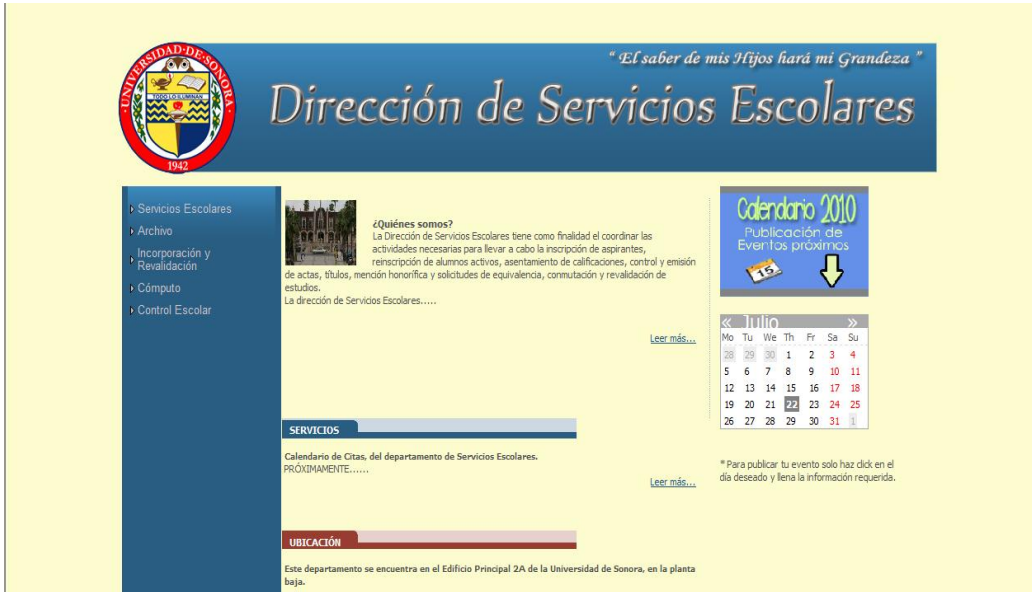 UNIVERSIDAD·DE·SONORA
TODO LO ILUMINAN
1942
" El saber de mis Hijos hará mi Grandeza "
Dirección de Servicios Escolares
Servicios Escolares
Archivo
Incorporación y
Revalidación
Cómputo
Control Escolar
¿Quiénes somos?
La Dirección de Servicios Escolares tiene como finalidad el coordinar las
actividades necesarias para llevar a cabo la inscripción de aspirantes,
reinscripción de alumnos activos, asentamiento de calificaciones, control y emisión
de actas, títulos, mención honorífica y solicitudes de equivalencia, conmutación y revalidación de
estudios.
La dirección de Servicios Escolares.....
Leer más...
SERVICIOS
Calendario de Citas, del departamento de Servicios Escolares.
PRÓXIMAMENTE......
Leer más...
UBICACIÓN
Este departamento se encuentra en el Edificio Principal 2A de la Universidad de Sonora, en la planta
baja.
Calendario 2010
Publicación de
Eventos próximos
15
« Julio »
Mo Tu We Th Fr Sa Su
28 29 30 1 2 3 4
5 6 7 8 9 10 11
12 13 14 15 16 17 18
19 20 21 22 23 24 25
26 27 28 29 30 31 1
* Para publicar tu evento solo haz click en el
día deseado y llena la información requerida.